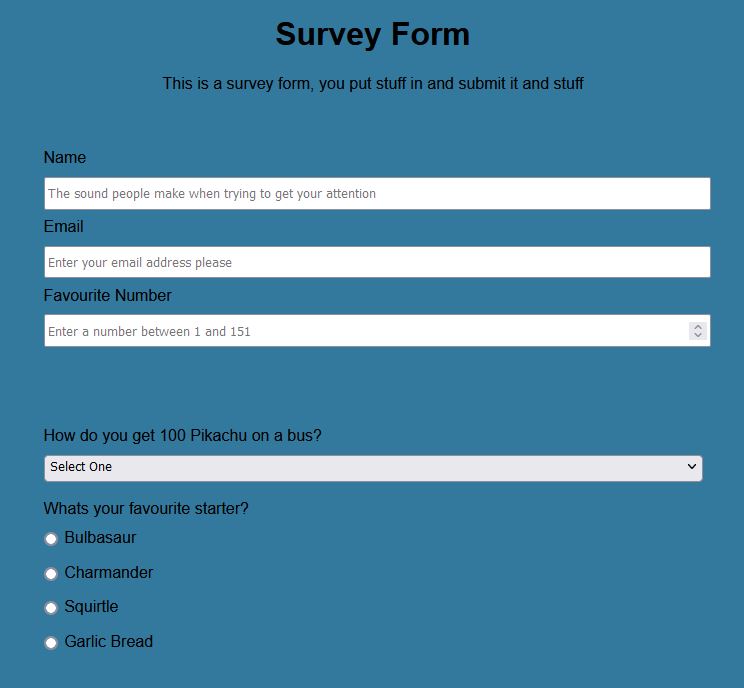 Survey Form
This is a survey form, you put stuff in and submit it and stuff
Name
The sound people make when trying to get your attention
Email
Enter your email address please
Favourite Number
Enter a number between 1 and 151
How do you get 100 Pikachu on a bus?
Select One
Whats your favourite starter?
Bulbasaur
Charmander
Squirtle
Garlic Bread